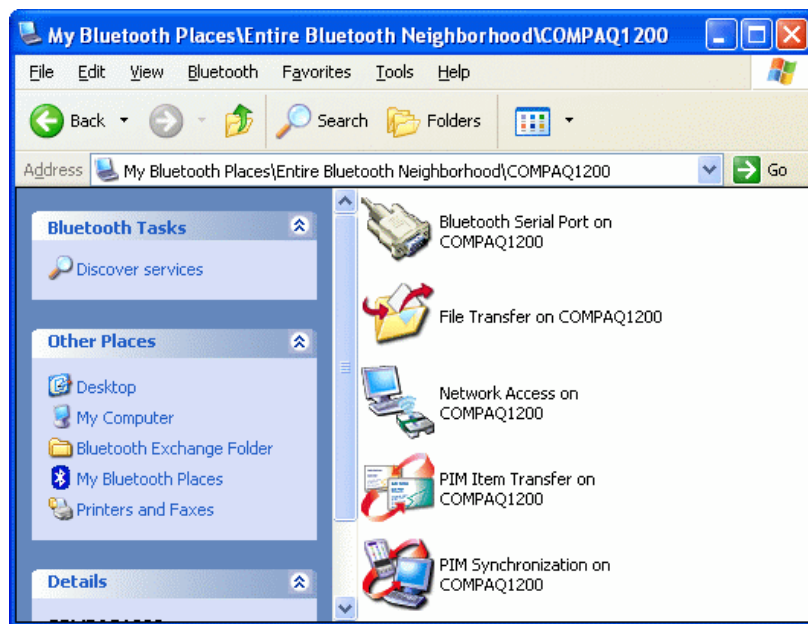 My Bluetooth Places\Entire Bluetooth Neighborhood\COMPAQ1200
File Edit View Bluetooth Favorites Tools Help
Back Search Folders
Address My Bluetooth Places\Entire Bluetooth Neighborhood\COMPAQ1200 Go
Bluetooth Tasks
Discover services
Other Places
Desktop
My Computer
Bluetooth Exchange Folder
My Bluetooth Places
Printers and Faxes
Details
Bluetooth Serial Port on
COMPAQ1200
File Transfer on COMPAQ1200
Network Access on
COMPAQ1200
PIM Item Transfer on
COMPAQ1200
PIM Synchronization on
COMPAQ1200